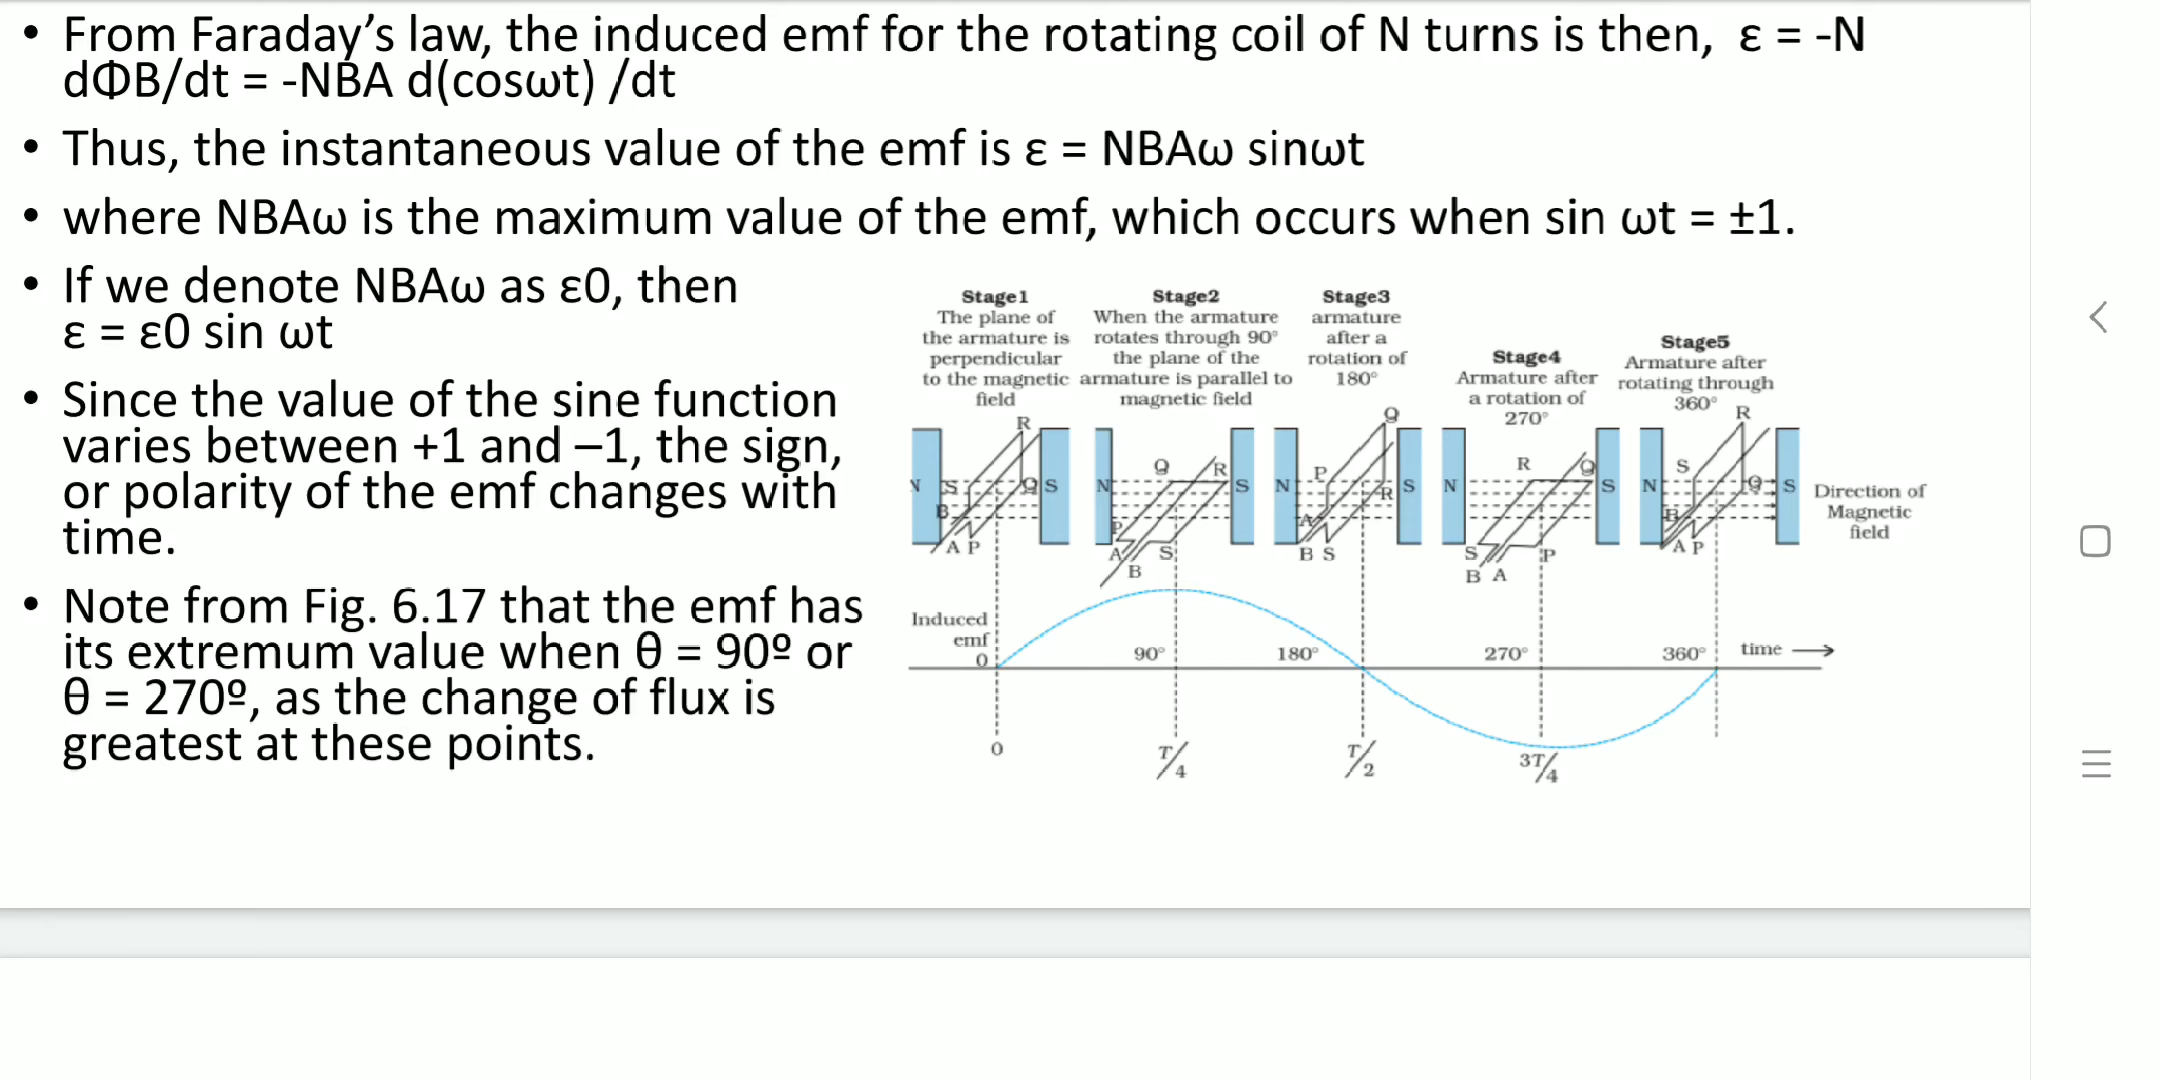 • From Faraday’s law, the induced emf for the rotating coil of N turns is then, ε = -N
dΦB/dt = -NBA d(cosωt) /dt
• Thus, the instantaneous value of the emf is ε = NBAω sinωt
• where NBAω is the maximum value of the emf, which occurs when sin ωt = ±1.
• If we denote NBAω as ε0, then
ε = ε0 sin ωt
• Since the value of the sine function
varies between +1 and –1, the sign,
or polarity of the emf changes with
time.
• Note from Fig. 6.17 that the emf has
its extremum value when θ = 90º or
θ = 270º, as the change of flux is
greatest at these points.
Stage1
The plane of
the armature is
perpendicular
to the magnetic
field
Stage2
When the armature
rotates through 90°
the plane of the
armature is parallel to
magnetic field
Stage3
armature
after a
rotation of
180°
Stage4
Armature after
a rotation of
270°
Stage5
Armature after
rotating through
360°
R
N S Q S
B
A P
Q R
N S
P
A S
B
Q
P
N R S
A
B S
R Q
N S
S P
B A
R
S
N Q S
B
A P
Direction of
Magnetic
field
Induced
emf
0 90° 180° 270° 360° time
0 T/4 T/2 3T/4